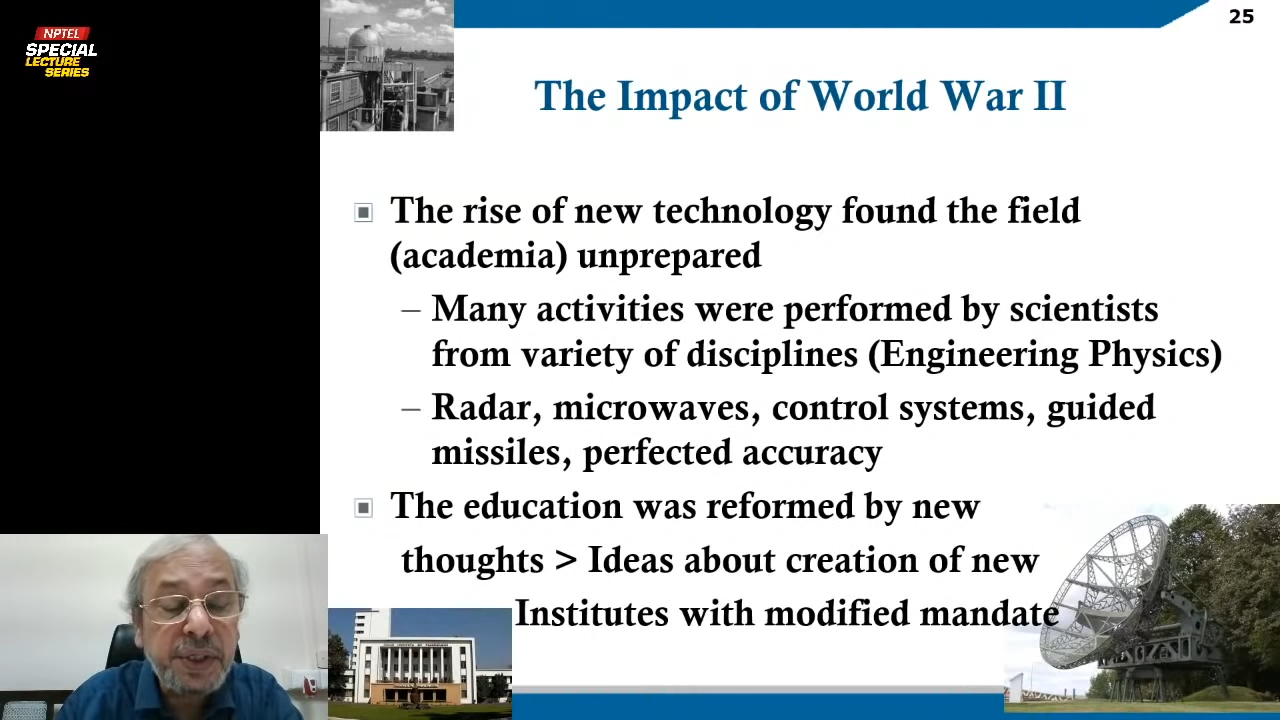 NPTEL
SPECIAL
LECTURE
SERIES
25
The Impact of World War II
The rise of new technology found the field
(academia) unprepared
– Many activities were performed by scientists
from variety of disciplines (Engineering Physics)
– Radar, microwaves, control systems, guided
missiles, perfected accuracy
The education was reformed by new
thoughts > Ideas about creation of new
Institutes with modified mandate